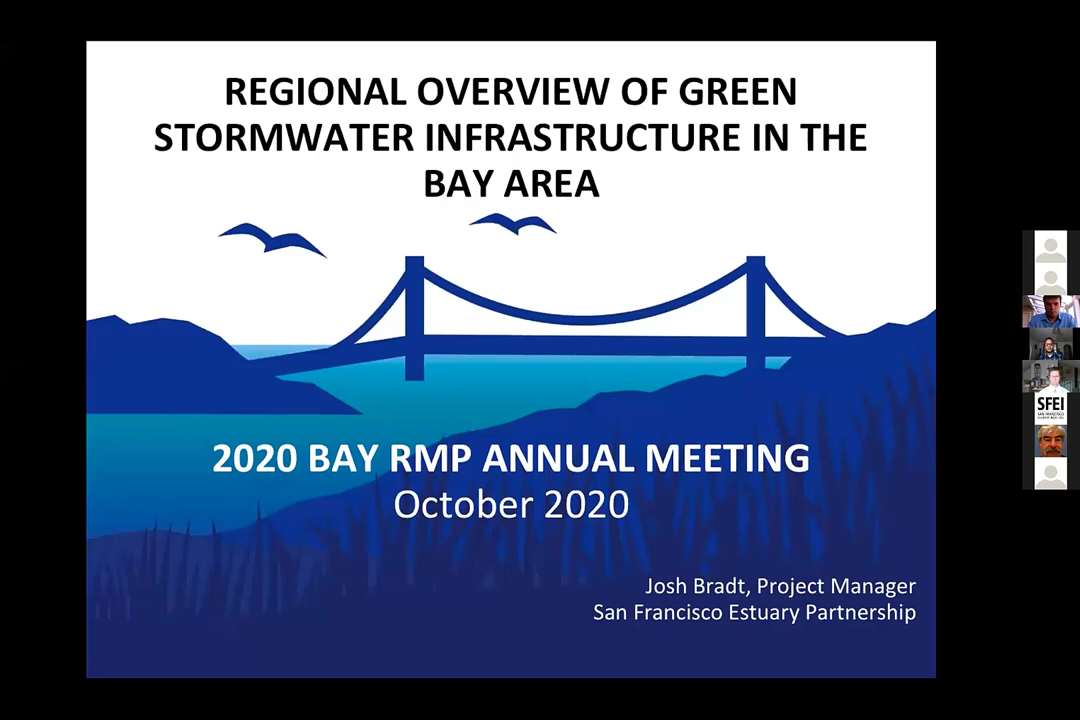 REGIONAL OVERVIEW OF GREEN
STORMWATER INFRASTRUCTURE IN THE
BAY AREA
2020 BAY RMP ANNUAL MEETING
October 2020
Josh Bradt, Project Manager
San Francisco Estuary Partnership
SFEI